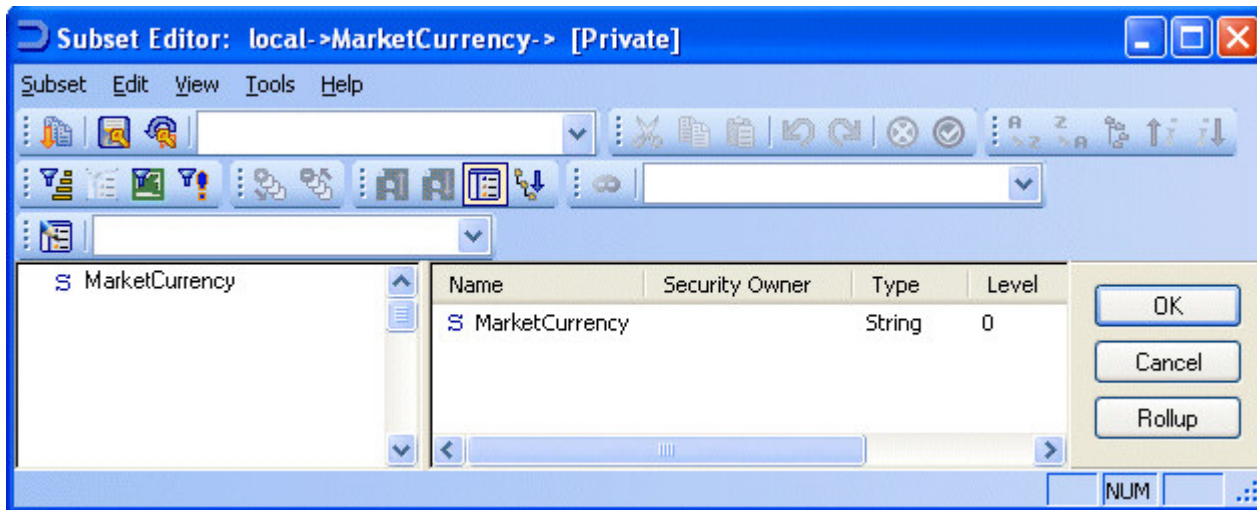 Subset Editor: local->MarketCurrency-> [Private]
Subset Edit View Tools Help
S MarketCurrency
Name Security Owner Type Level
S MarketCurrency String 0
OK
Cancel
Rollup
NUM